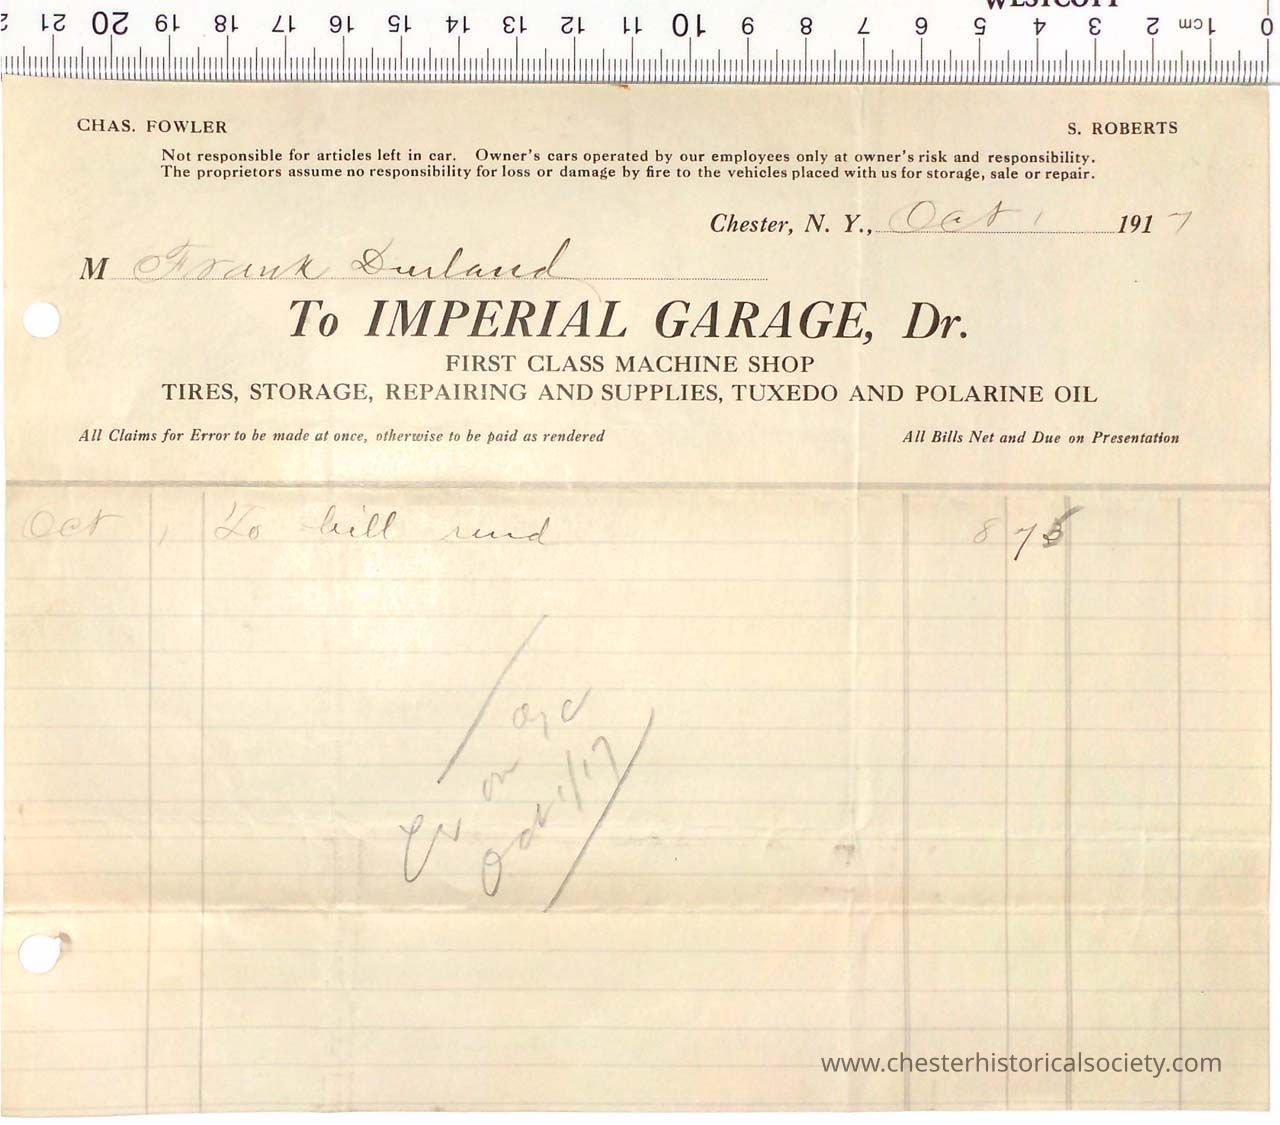 WESTCOTT
21 20 19 18 17 16 15 14 13 12 11 10 9 8 7 6 5 4 3 2 1cm 0
CHAS. FOWLER S. ROBERTS
Not responsible for articles left in car. Owner's cars operated by our employees only at owner's risk and responsibility.
The proprietors assume no responsibility for loss or damage by fire to the vehicles placed with us for storage, sale or repair.
Chester, N. Y., Oct 1 1917
M Frank Durland
To IMPERIAL GARAGE, Dr.
FIRST CLASS MACHINE SHOP
TIRES, STORAGE, REPAIRING AND SUPPLIES, TUXEDO AND POLARINE OIL
All Claims for Error to be made at once, otherwise to be paid as rendered All Bills Net and Due on Presentation
Oct 1 To bill rend 8 75
Cr on a/c
Oct 1/17
www.chesterhistoricalsociety.com